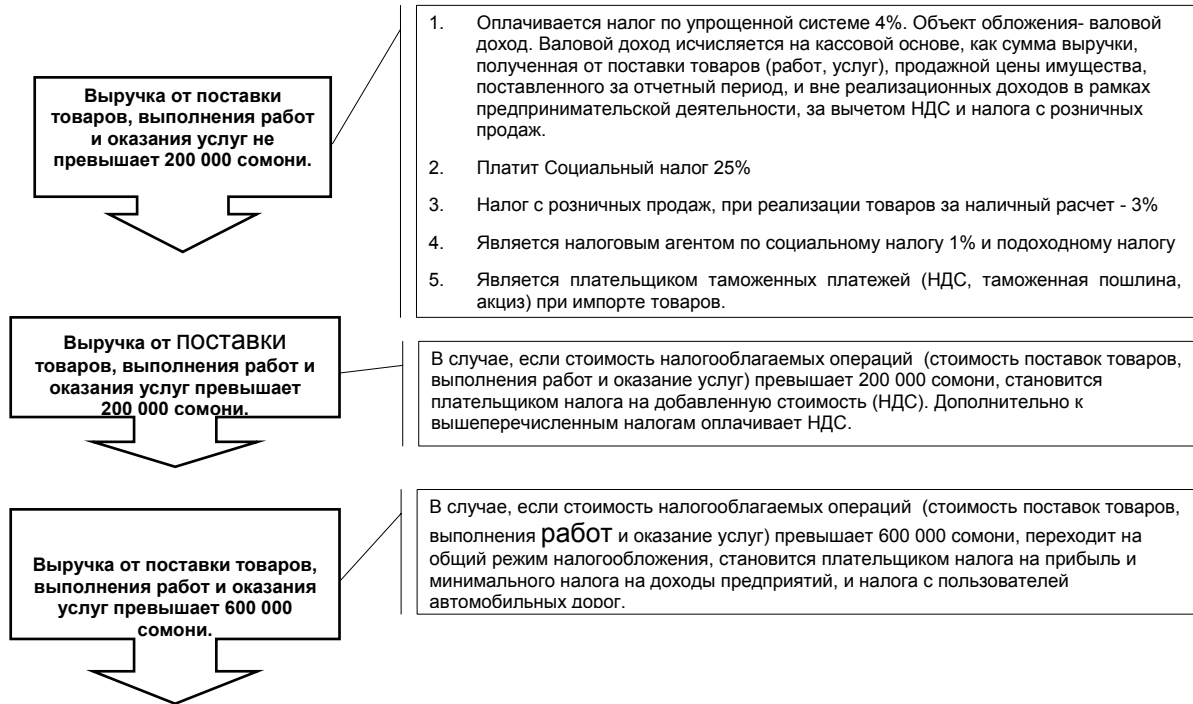 Выручка от поставки
товаров, выполнения работ
и оказания услуг не
превышает 200 000 сомони.
1. Оплачивается налог по упрощенной системе 4%. Объект обложения- валовой
доход. Валовой доход исчисляется на кассовой основе, как сумма выручки,
полученная от поставки товаров (работ, услуг), продажной цены имущества,
поставленного за отчетный период, и вне реализационных доходов в рамках
предпринимательской деятельности, за вычетом НДС и налога с розничных
продаж.
2. Платит Социальный налог 25%
3. Налог с розничных продаж, при реализации товаров за наличный расчет - 3%
4. Является налоговым агентом по социальному налогу 1% и подоходному налогу
5. Является плательщиком таможенных платежей (НДС, таможенная пошлина,
акциз) при импорте товаров.
Выручка от поставки
товаров, выполнения работ и
оказания услуг превышает
200 000 сомони.
В случае, если стоимость налогооблагаемых операций (стоимость поставок товаров,
выполнения работ и оказание услуг) превышает 200 000 сомони, становится
плательщиком налога на добавленную стоимость (НДС). Дополнительно к
вышеперечисленным налогам оплачивает НДС.
Выручка от поставки товаров,
выполнения работ и оказания
услуг превышает 600 000
сомони.
В случае, если стоимость налогооблагаемых операций (стоимость поставок товаров,
выполнения работ и оказание услуг) превышает 600 000 сомони, переходит на
общий режим налогообложения, становится плательщиком налога на прибыль и
минимального налога на доходы предприятий, и налога с пользователей
автомобильных дорог.